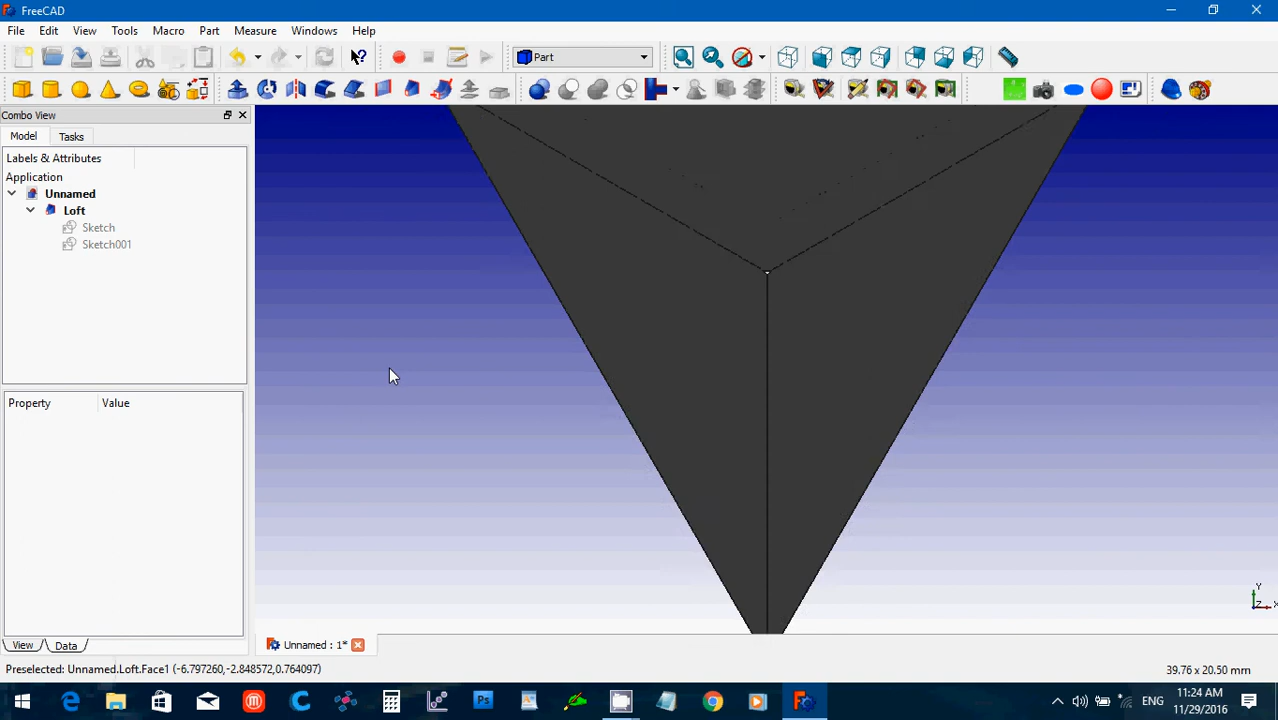 FreeCAD
File Edit View Tools Macro Part Measure Windows Help
Part
Combo View
Model Tasks
Labels & Attributes
Application
Unnamed
Loft
Sketch
Sketch001
Property Value
View Data
Unnamed : 1*
Y
Z X
Preselected: Unnamed.Loft.Face1 (-6.797260,-2.848572,0.764097)
39.76 x 20.50 mm
Ps
ENG
11:24 AM
11/29/2016